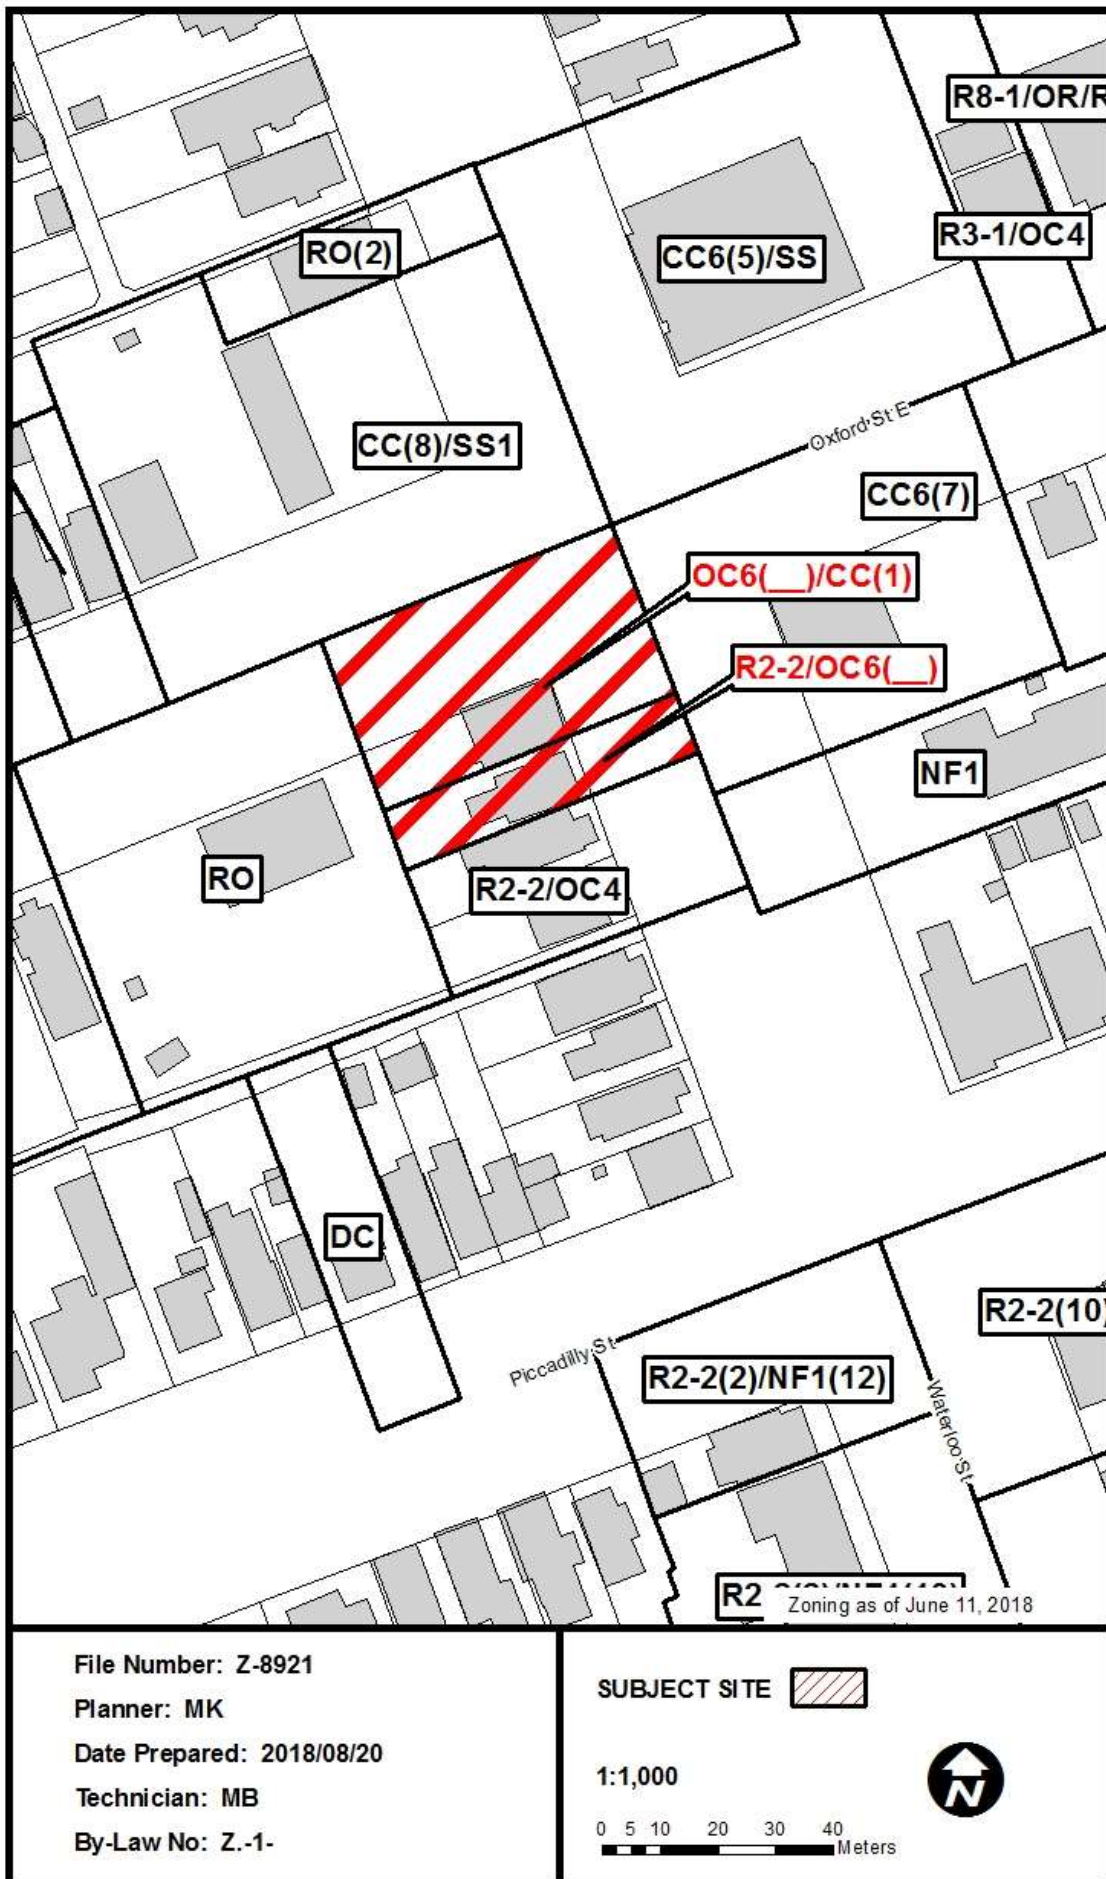 R8-1/OR/R
R3-1/OC4
RO(2)
CC6(5)/SS
Oxford St E
CC(8)/SS1
CC6(7)
OC6(__)/CC(1)
R2-2/OC6(__)
NF1
RO
R2-2/OC4
DC
R2-2(10)
Piccadilly St
R2-2(2)/NF1(12)
Waterloo St
R2
Zoning as of June 11, 2018
File Number: Z-8921
Planner: MK
Date Prepared: 2018/08/20
Technician: MB
By-Law No: Z.-1-
SUBJECT SITE
1:1,000
N
0 5 10 20 30 40
Meters